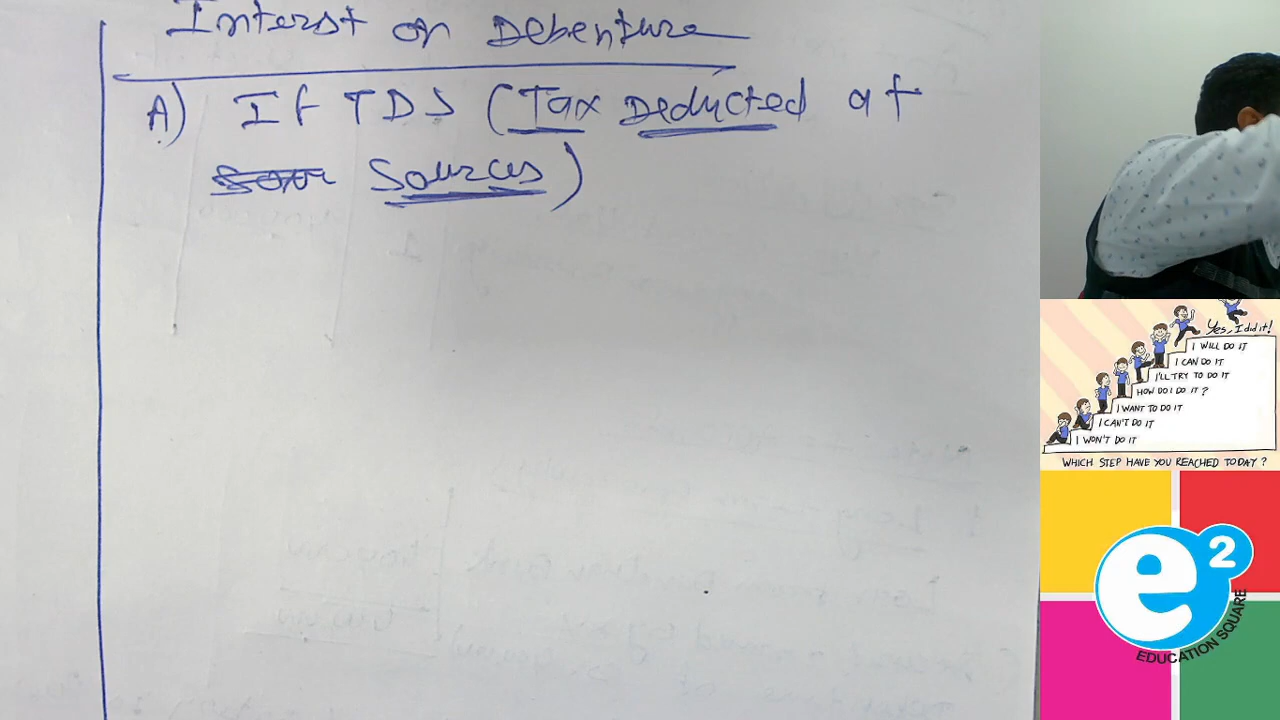 Interst on Debenture
A) If TDS (Tax Deducted at
Sources)
Yes, I did it!
I WILL DO IT
I CAN DO IT
I'LL TRY TO DO IT
HOW DO I DO IT?
I WANT TO DO IT
I CAN'T DO IT
I WON'T DO IT
WHICH STEP HAVE YOU REACHED TODAY?
e2
EDUCATION SQUARE